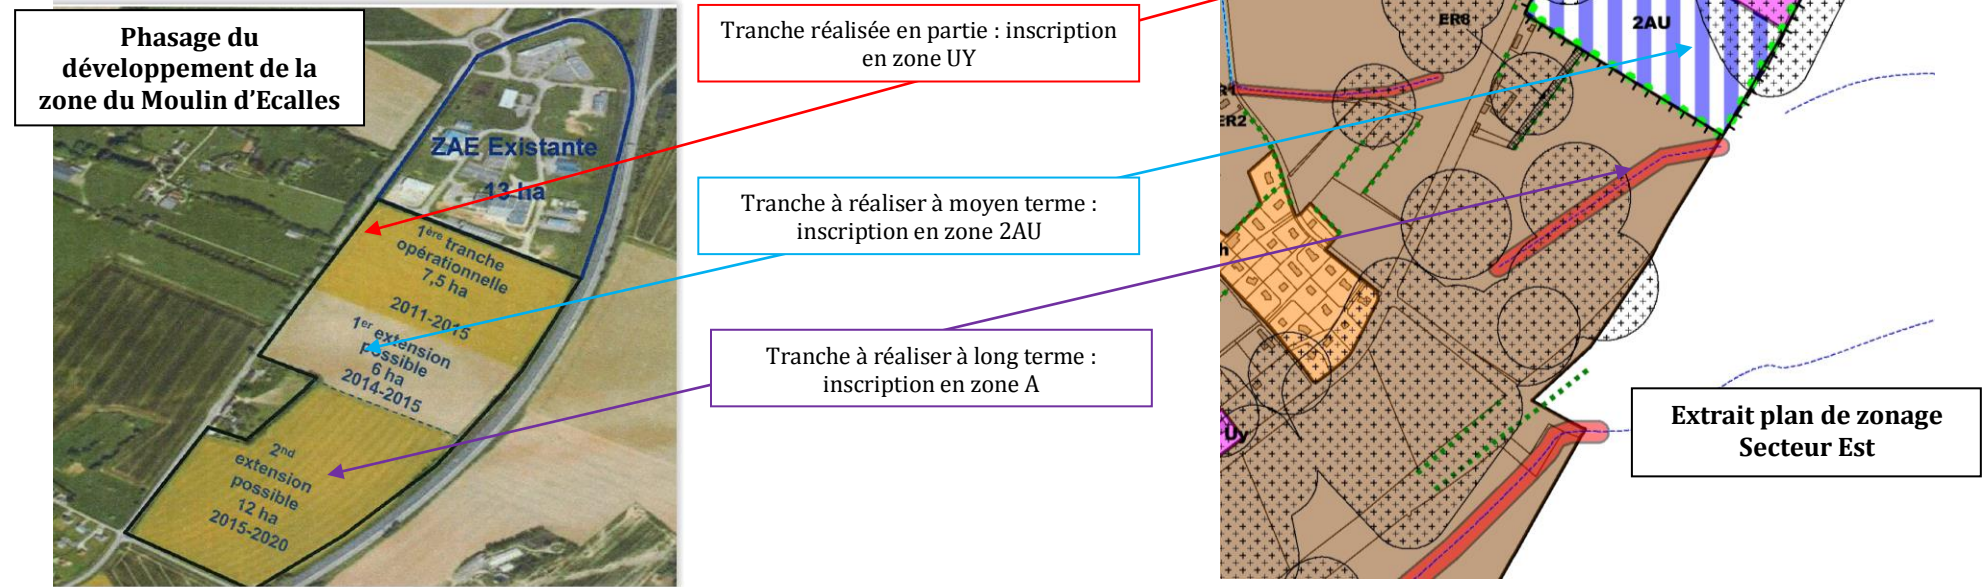 Phasage du
développement de la
zone du Moulin d'Ecalles
ZAE Existante
13 ha
1ère tranche
opérationnelle
7,5 ha
2011-2015
1er extension
possible
6 ha
2014-2015
2nd
extension
possible
12 ha
2015-2020
Tranche réalisée en partie : inscription
en zone UY
Tranche à réaliser à moyen terme :
inscription en zone 2AU
Tranche à réaliser à long terme :
inscription en zone A
ER8
2AU
ER2
Uy
Extrait plan de zonage
Secteur Est